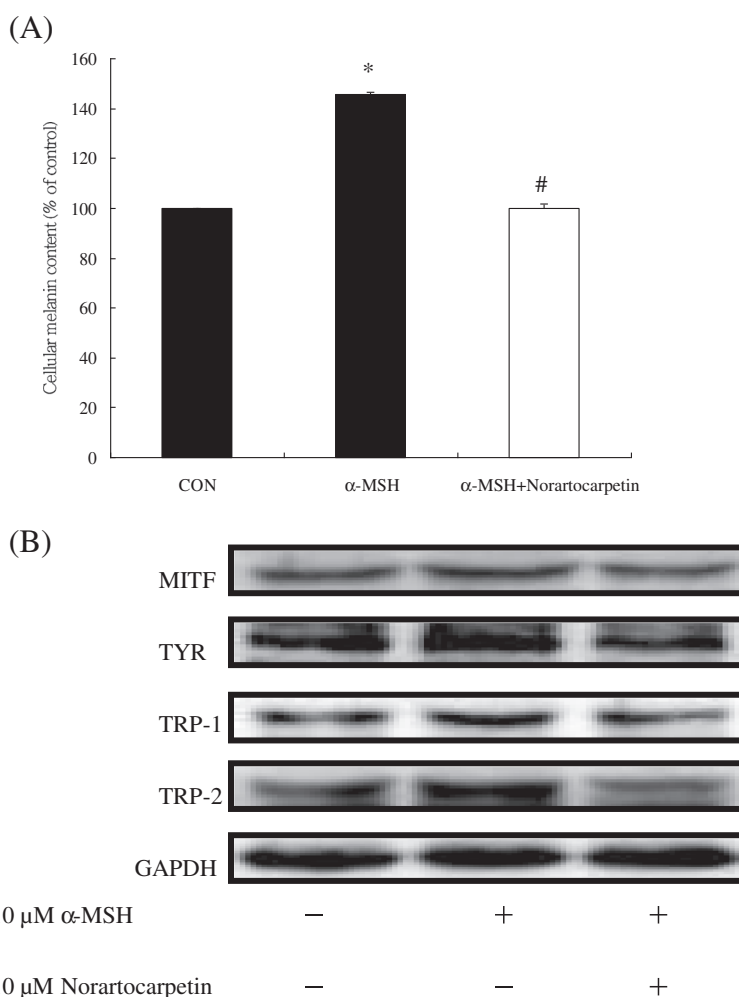 (A)
160
*
140
120
#
100
80
60
40
20
0
Cellular melanin content (% of control)
CON α-MSH α-MSH+Norartocarpetin
(B)
MITF
TYR
TRP-1
TRP-2
GAPDH
0 µM α-MSH − + +
0 µM Norartocarpetin − − +